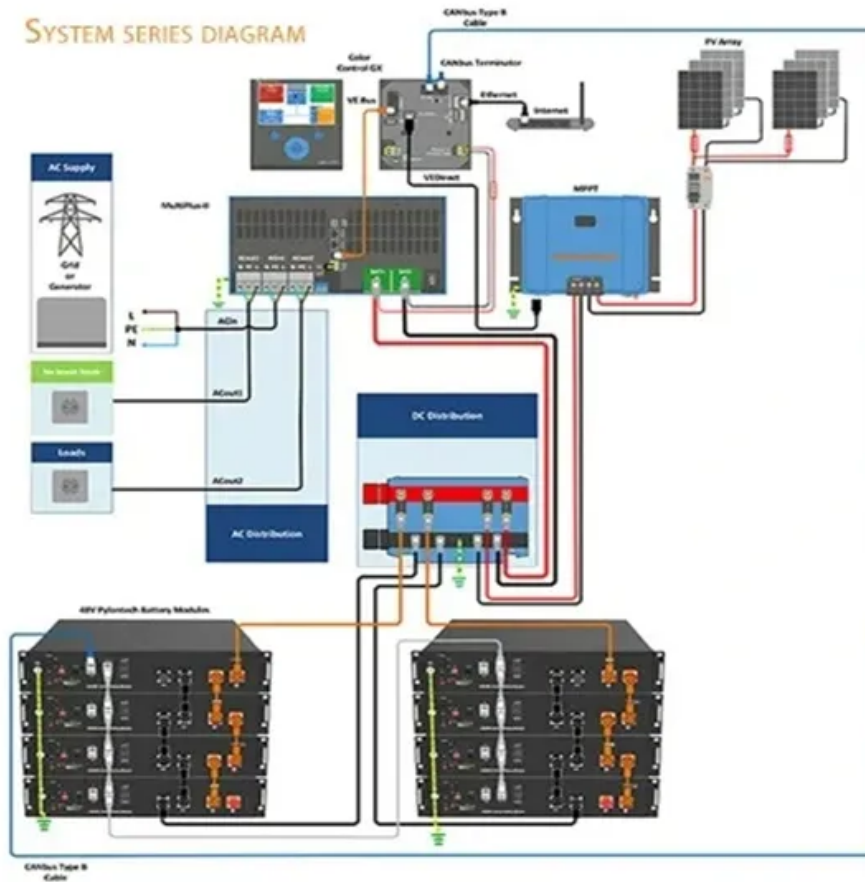 SYSTEM SERIES DIAGRAM
CANbus Type B
Cable
PV Array
Color
Control GX
CANbus Terminator
Ethernet
VE Bus
Internet
AC Supply
VEDirect
MPPT
MultiPlus-II
Grid
or
Generator
L
PE
N
ACin
ACout1
DC Distribution
Loads
ACout2
AC Distribution
48V Pylontech Battery Modules
CANbus Type B
Cable